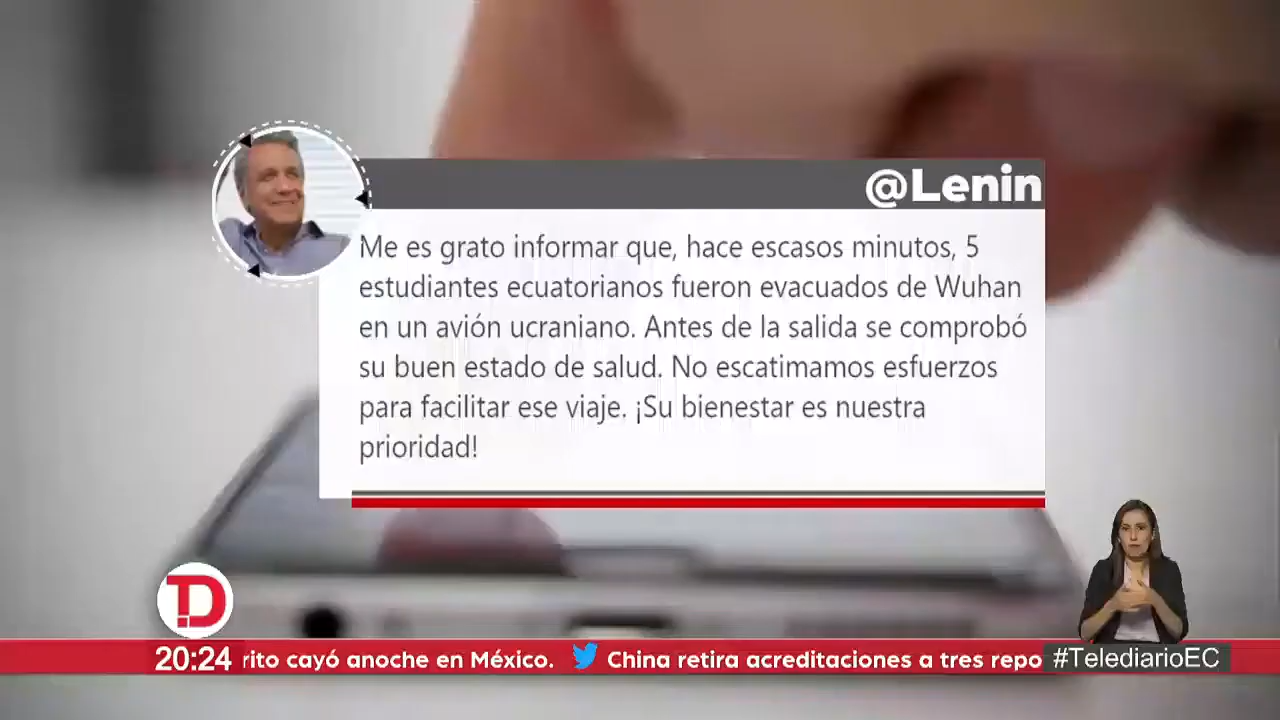 @Lenin
Me es grato informar que, hace escasos minutos, 5
estudiantes ecuatorianos fueron evacuados de Wuhan
en un avión ucraniano. Antes de la salida se comprobó
su buen estado de salud. No escatimamos esfuerzos
para facilitar ese viaje. ¡Su bienestar es nuestra
prioridad!
TD
20:24 rito cayó anoche en México. China retira acreditaciones a tres repo #TelediarioEC